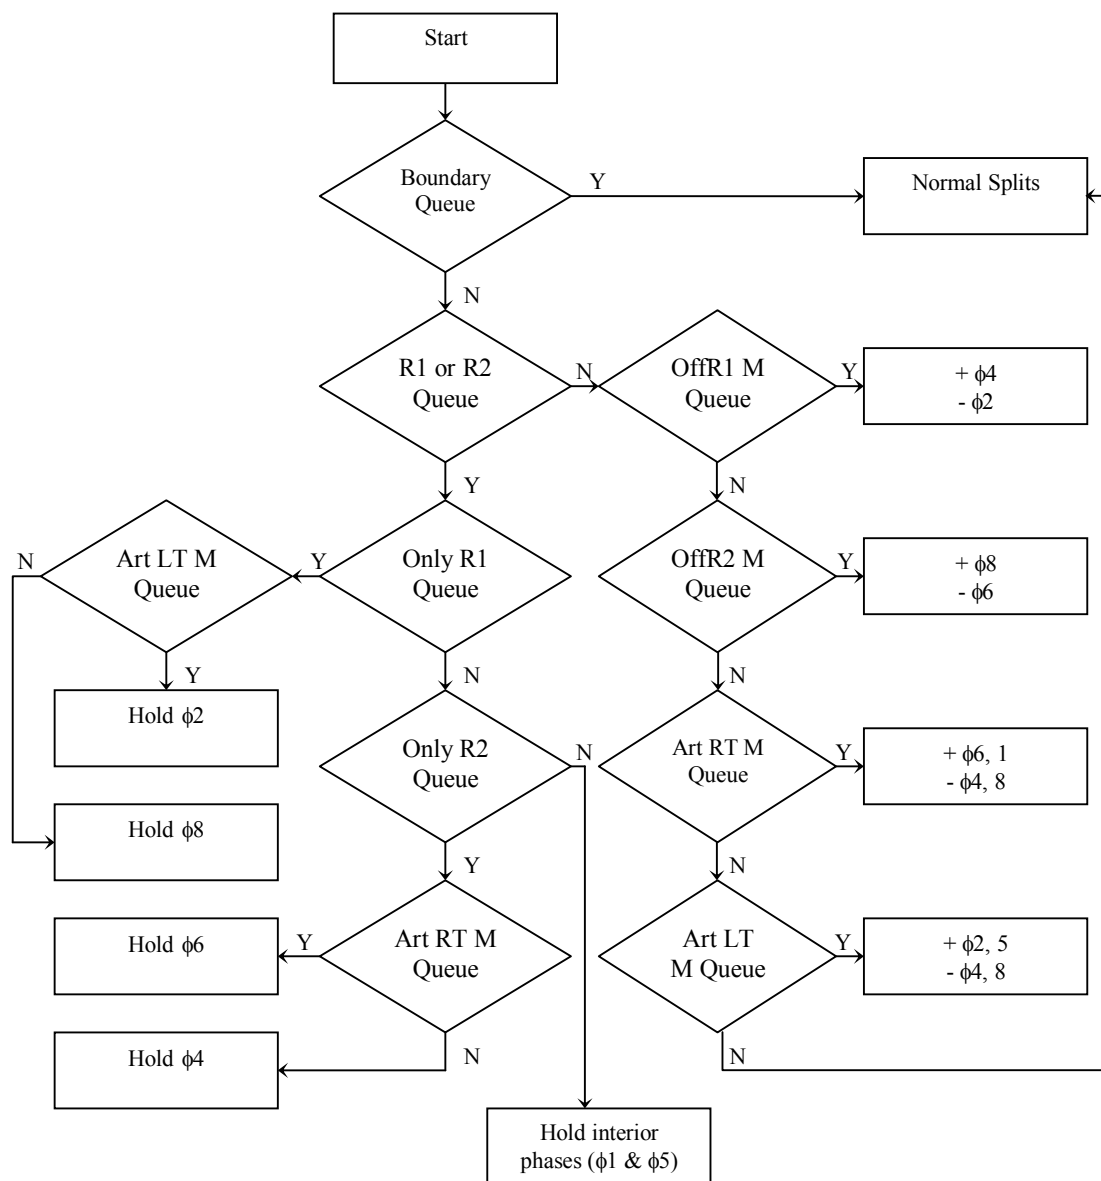 Start
Boundary
Queue
Y
Normal Splits
N
R1 or R2
Queue
N
OffR1 M
Queue
Y
+ ϕ4
- ϕ2
Y
N
Art LT M
Queue
N
Y
Only R1
Queue
OffR2 M
Queue
Y
+ ϕ8
- ϕ6
Y
N
N
Hold ϕ2
Only R2
Queue
N
Art RT M
Queue
Y
+ ϕ6, 1
- ϕ4, 8
Hold ϕ8
Y
N
Hold ϕ6
Y
Art RT M
Queue
Art LT
M Queue
Y
+ ϕ2, 5
- ϕ4, 8
Hold ϕ4
N
N
Hold interior
phases (ϕ1 & ϕ5)